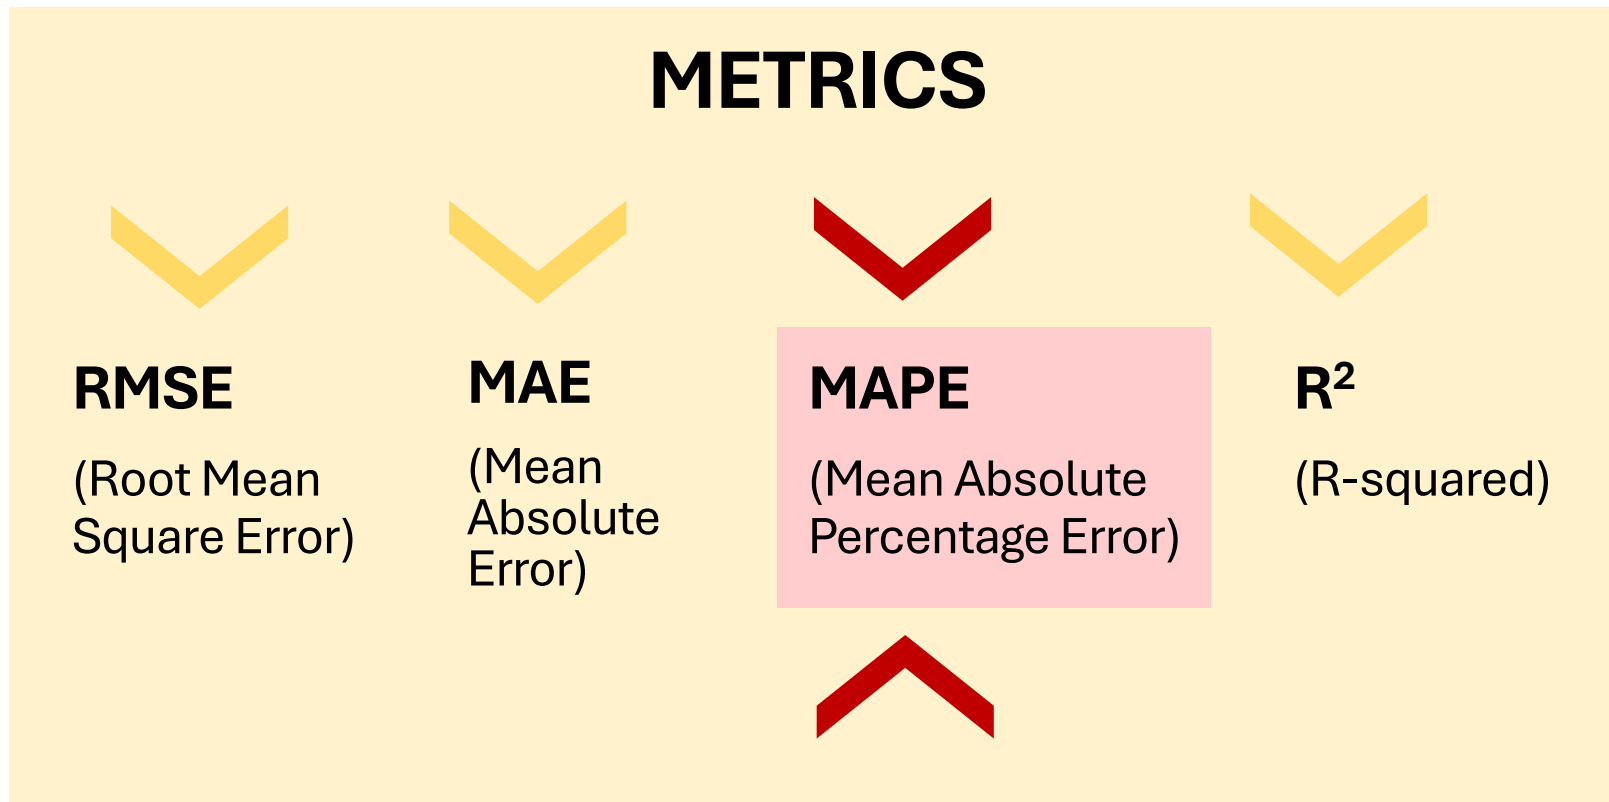 METRICS
RMSE
(Root Mean
Square Error)
MAE
(Mean
Absolute
Error)
MAPE
(Mean Absolute
Percentage Error)
R²
(R-squared)